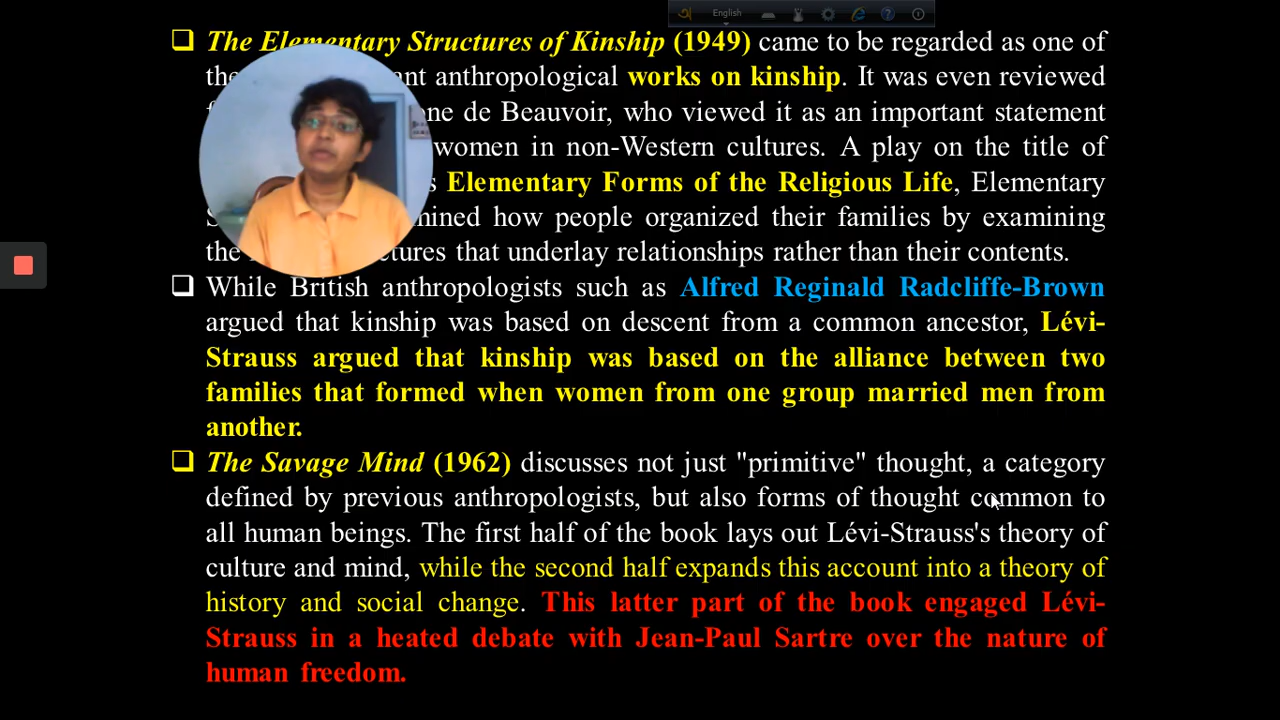 English
The Elementary Structures of Kinship (1949) came to be regarded as one of
the anthropological works on kinship. It was even reviewed
de Beauvoir, who viewed it as an important statement
women in non-Western cultures. A play on the title of
Elementary Forms of the Religious Life, Elementary
how people organized their families by examining
the that underlay relationships rather than their contents.
While British anthropologists such as Alfred Reginald Radcliffe-Brown
argued that kinship was based on descent from a common ancestor, Lévi-
Strauss argued that kinship was based on the alliance between two
families that formed when women from one group married men from
another.
The Savage Mind (1962) discusses not just "primitive" thought, a category
defined by previous anthropologists, but also forms of thought common to
all human beings. The first half of the book lays out Lévi-Strauss's theory of
culture and mind, while the second half expands this account into a theory of
history and social change. This latter part of the book engaged Lévi-
Strauss in a heated debate with Jean-Paul Sartre over the nature of
human freedom.